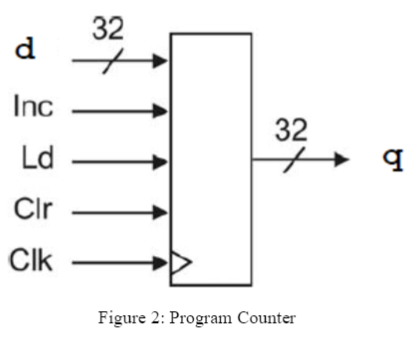 32
d
Inc
Ld
Clr
Clk
32
q
Figure 2: Program Counter